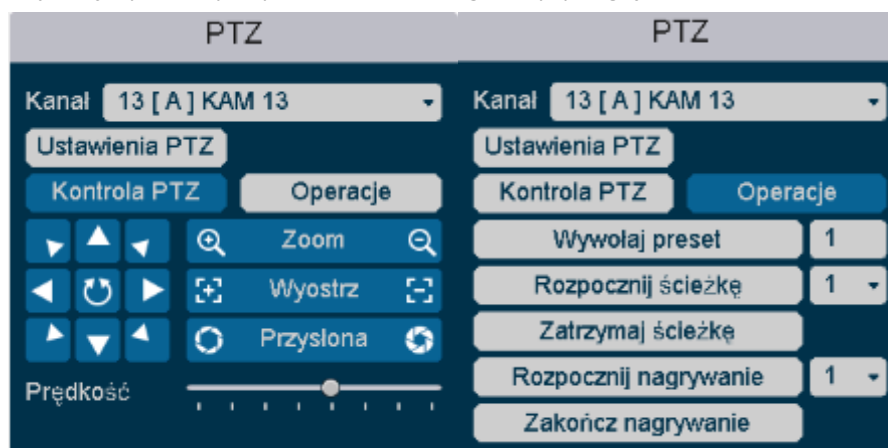 PTZ
Kanał 13 [ A ] KAM 13
Ustawienia PTZ
Kontrola PTZ Operacje
Zoom
Wyostrz
Przysłona
Prędkość
PTZ
Kanał 13 [ A ] KAM 13
Ustawienia PTZ
Kontrola PTZ Operacje
Wywołaj preset 1
Rozpocznij ścieżkę 1
Zatrzymaj ścieżkę
Rozpocznij nagrywanie 1
Zakończ nagrywanie